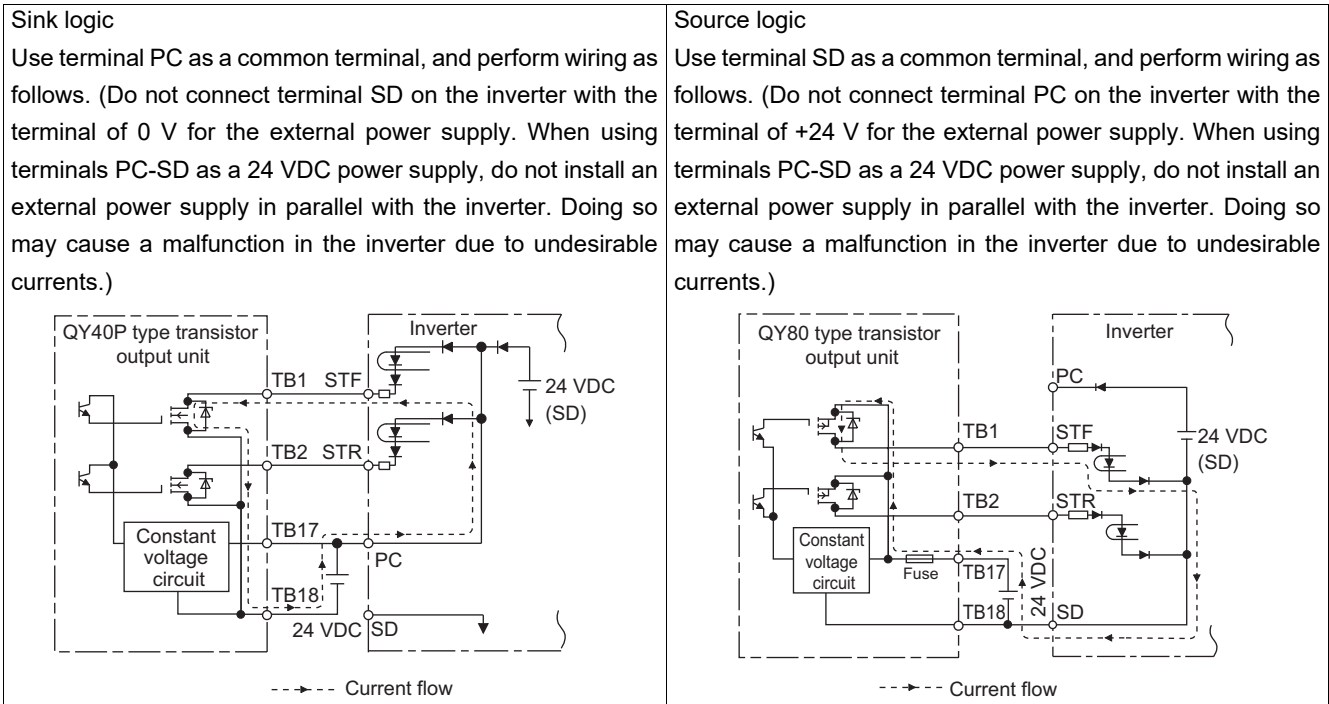 Sink logic
Use terminal PC as a common terminal, and perform wiring as
follows. (Do not connect terminal SD on the inverter with the
terminal of 0 V for the external power supply. When using
terminals PC-SD as a 24 VDC power supply, do not install an
external power supply in parallel with the inverter. Doing so
may cause a malfunction in the inverter due to undesirable
currents.)
QY40P type transistor
output unit
Inverter
TB1 STF
24 VDC
(SD)
TB2 STR
Constant
voltage
circuit
TB17
PC
TB18
24 VDC SD
Current flow
Source logic
Use terminal SD as a common terminal, and perform wiring as
follows. (Do not connect terminal PC on the inverter with the
terminal of +24 V for the external power supply. When using
terminals PC-SD as a 24 VDC power supply, do not install an
external power supply in parallel with the inverter. Doing so
may cause a malfunction in the inverter due to undesirable
currents.)
QY80 type transistor
output unit
Inverter
PC
TB1 STF
24 VDC
(SD)
TB2 STR
Constant
voltage
circuit
Fuse
TB17
24 VDC
TB18 SD
Current flow